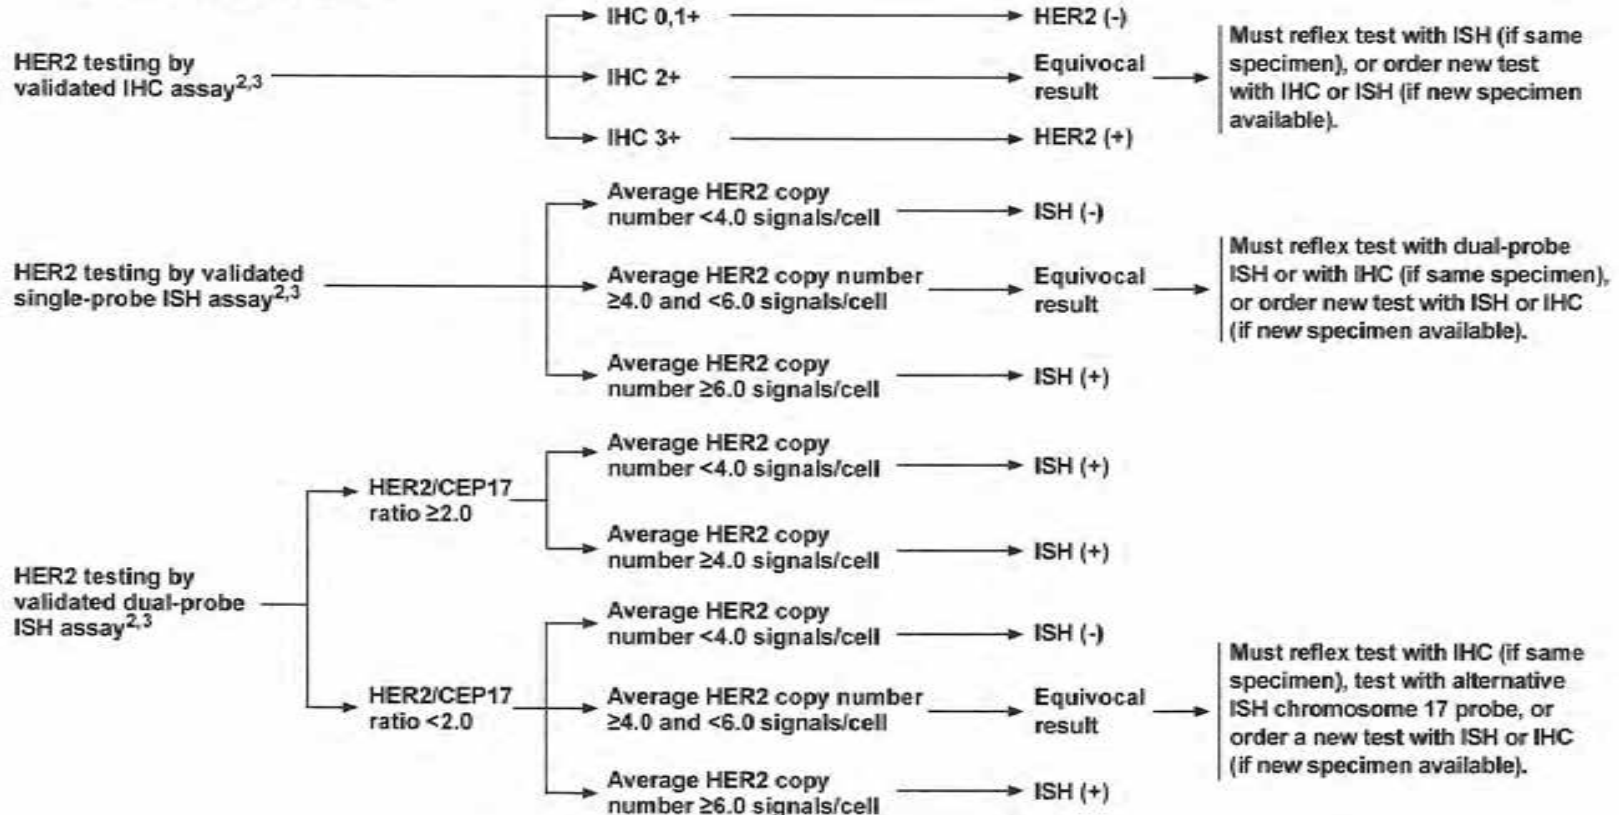 HER2 testing by
validated IHC assay2,3
IHC 0,1+
HER2 (-)
IHC 2+
Equivocal
result
Must reflex test with ISH (if same
specimen), or order new test
with IHC or ISH (if new specimen
available).
IHC 3+
HER2 (+)
HER2 testing by validated
single-probe ISH assay2,3
Average HER2 copy
number <4.0 signals/cell
ISH (-)
Average HER2 copy number
≥4.0 and <6.0 signals/cell
Equivocal
result
Must reflex test with dual-probe
ISH or with IHC (if same specimen),
or order new test with ISH or IHC
(if new specimen available).
Average HER2 copy
number ≥6.0 signals/cell
ISH (+)
HER2 testing by
validated dual-probe
ISH assay2,3
HER2/CEP17
ratio ≥2.0
Average HER2 copy
number <4.0 signals/cell
ISH (+)
Average HER2 copy
number ≥4.0 signals/cell
ISH (+)
HER2/CEP17
ratio <2.0
Average HER2 copy
number <4.0 signals/cell
ISH (-)
Average HER2 copy number
≥4.0 and <6.0 signals/cell
Equivocal
result
Must reflex test with IHC (if same
specimen), test with alternative
ISH chromosome 17 probe, or
order a new test with ISH or IHC
(if new specimen available).
Average HER2 copy
number ≥6.0 signals/cell
ISH (+)